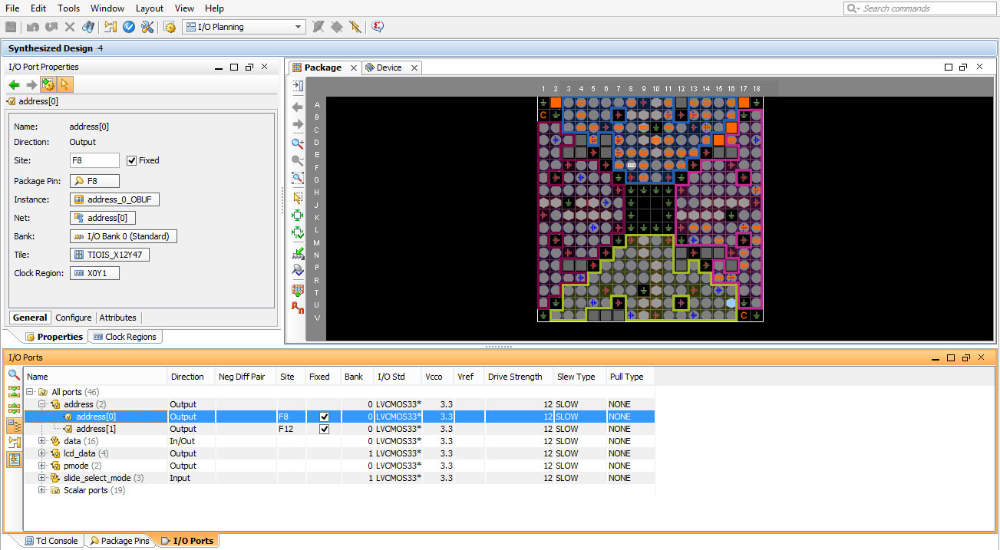 File Edit Tools Window Layout View Help
Search commands
I/O Planning
Synthesized Design -4
I/O Port Properties
address[0]
Name: address[0]
Direction: Output
Site: F8 Fixed
Package Pin: F8
Instance: address_0_OBUF
Net: address[0]
Bank: I/O Bank 0 (Standard)
Tile: TIOIS_X12Y47
Clock Region: X0Y1
General Configure Attributes
Properties Clock Regions
Package Device
1 2 3 4 5 6 7 8 9 10 11 12 13 14 15 16 17 18
A
B C
C
D
E
F
G
H
J
K
L
M
N
P
R
T
U
V C
I/O Ports
Name Direction Neg Diff Pair Site Fixed Bank I/O Std Vcco Vref Drive Strength Slew Type Pull Type
All ports (46)
address (2) Output 0 LVCMOS33* 3.3 12 SLOW NONE
address[0] Output F8 0 LVCMOS33* 3.3 12 SLOW NONE
address[1] Output F12 0 LVCMOS33* 3.3 12 SLOW NONE
data (16) In/Out 0 LVCMOS33* 3.3 12 SLOW NONE
lcd_data (4) Output 1 LVCMOS33* 3.3 12 SLOW NONE
pmode (2) Output 0 LVCMOS33* 3.3 12 SLOW NONE
slide_select_mode (3) Input 1 LVCMOS33* 3.3 12 SLOW NONE
Scalar ports (19)
Tcl Console Package Pins I/O Ports